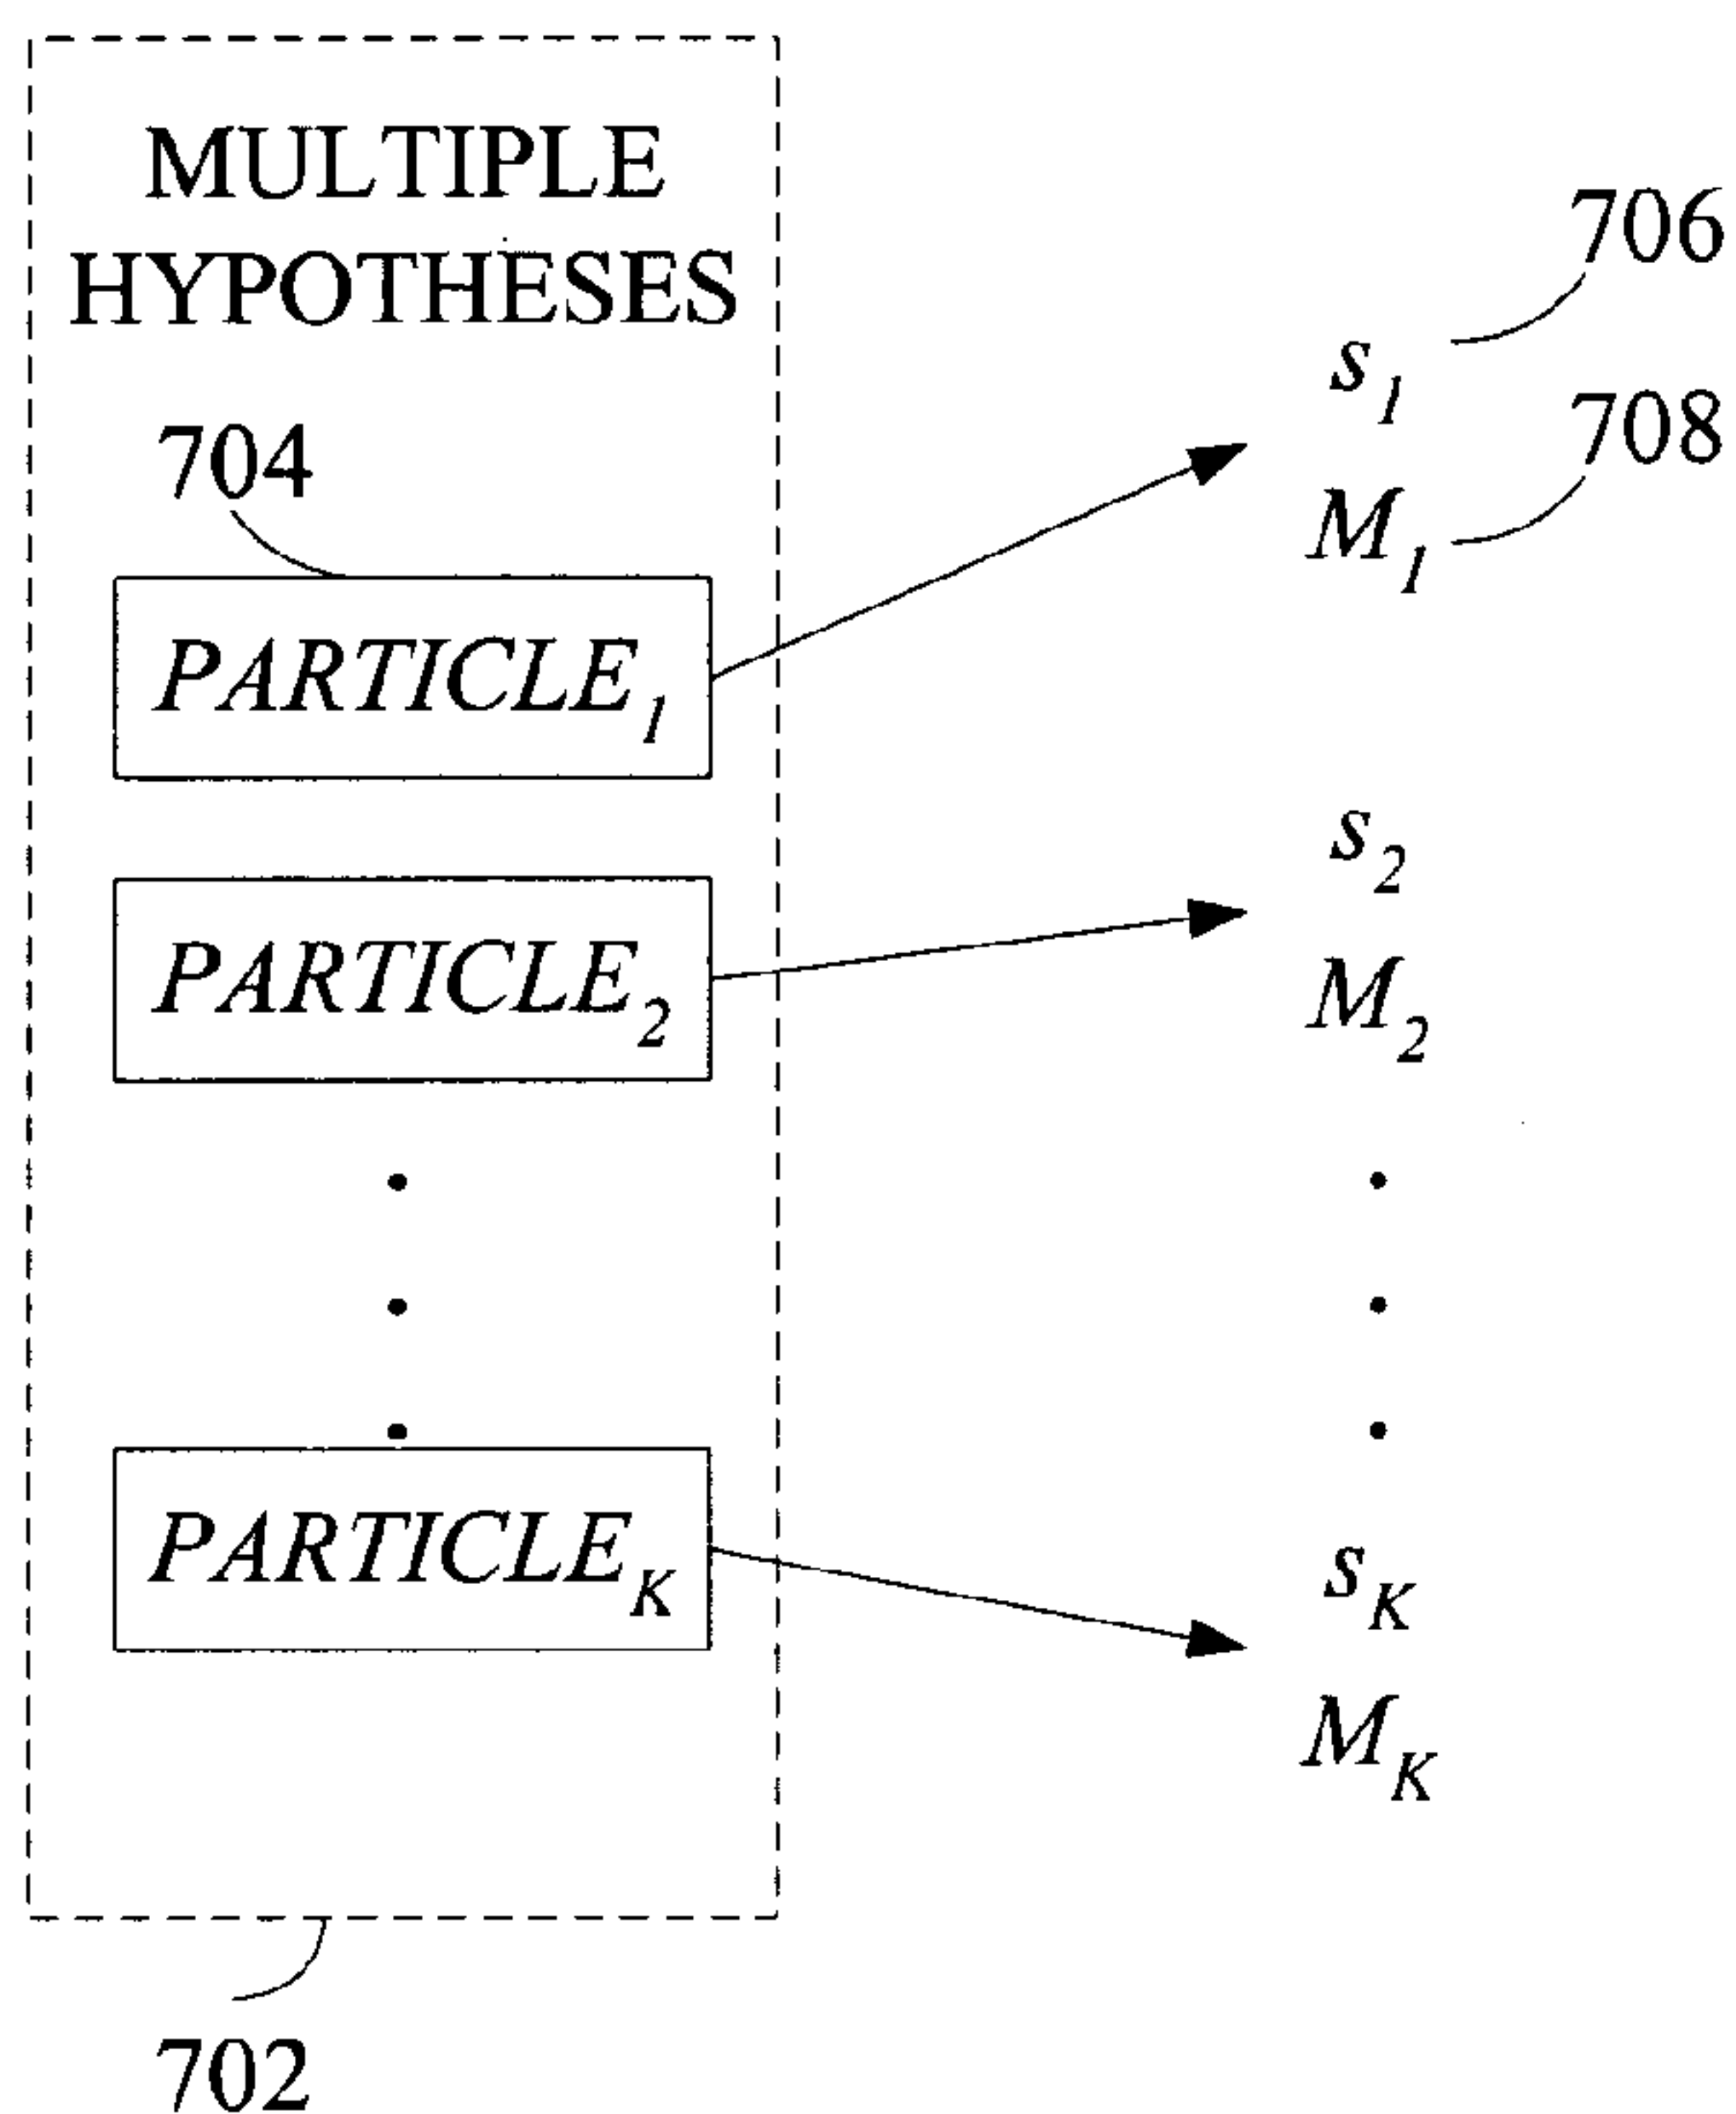 MULTIPLE
HYPOTHESES
704
PARTICLE1
PARTICLE2
PARTICLEK
702
706
s1
708
M1
s2
M2
sK
MK